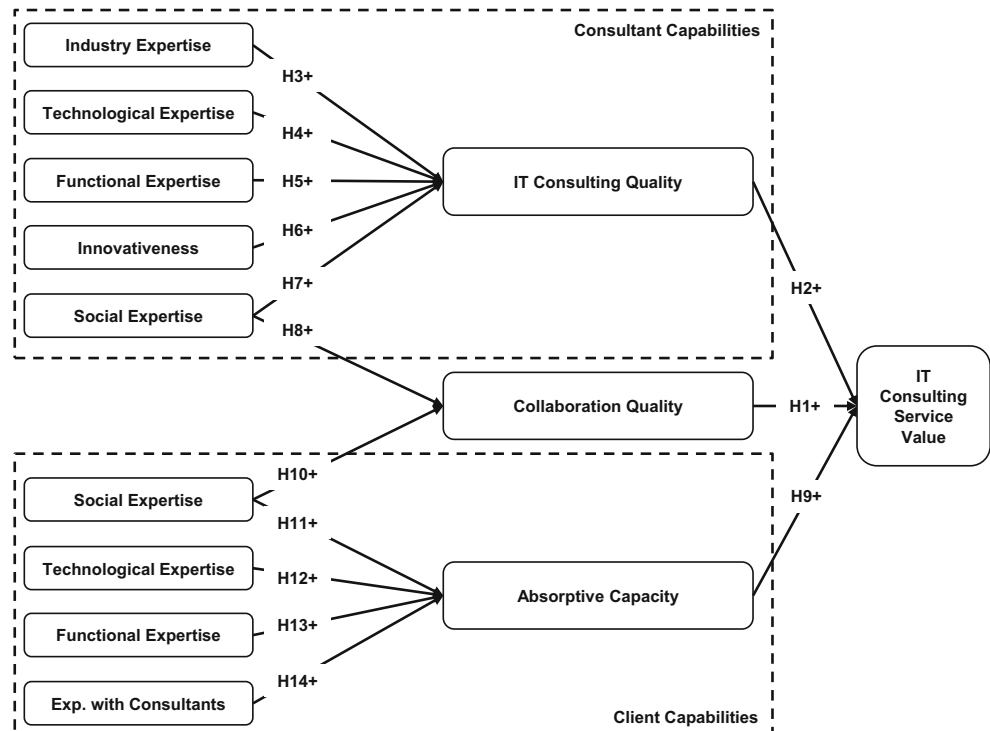 Consultant Capabilities
Industry Expertise
H3+
Technological Expertise
H4+
Functional Expertise
H5+
IT Consulting Quality
H6+
Innovativeness
H7+
Social Expertise
H8+
H2+
IT
Consulting
Service
Value
Collaboration Quality
H1+
H10+
Social Expertise
H11+
H9+
Technological Expertise
H12+
Absorptive Capacity
H13+
Functional Expertise
H14+
Exp. with Consultants
Client Capabilities